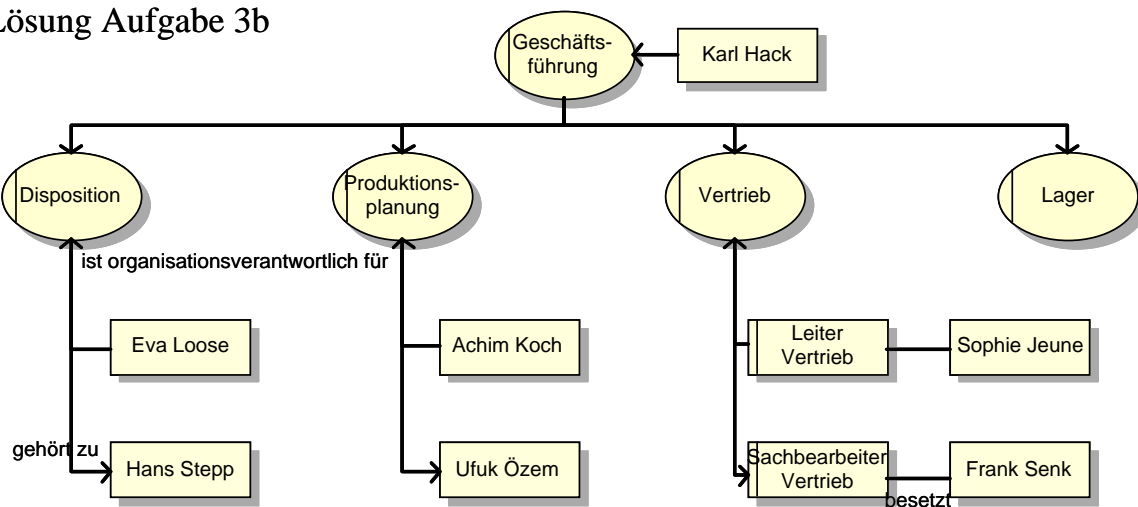 Lösung Aufgabe 3b
Geschäfts-
führung
Karl Hack
Disposition
Produktions-
planung
Vertrieb
Lager
ist organisationsverantwortlich für
Eva Loose
Achim Koch
Leiter
Vertrieb
Sophie Jeune
gehört zu
Hans Stepp
Ufuk Özem
Sachbearbeiter
Vertrieb
Frank Senk
besetzt